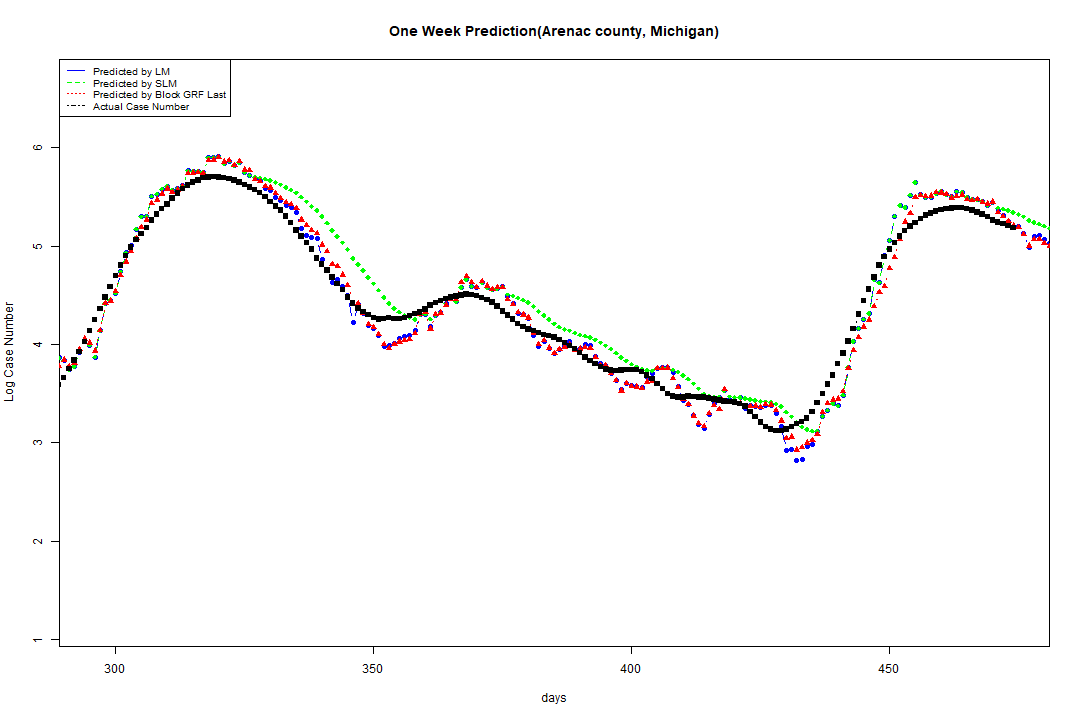 One Week Prediction(Arenac county, Michigan)
Predicted by LM
Predicted by SLM
Predicted by Block GRF Last
Actual Case Number
6
5
4
3
2
1
Log Case Number
300
350
400
450
days